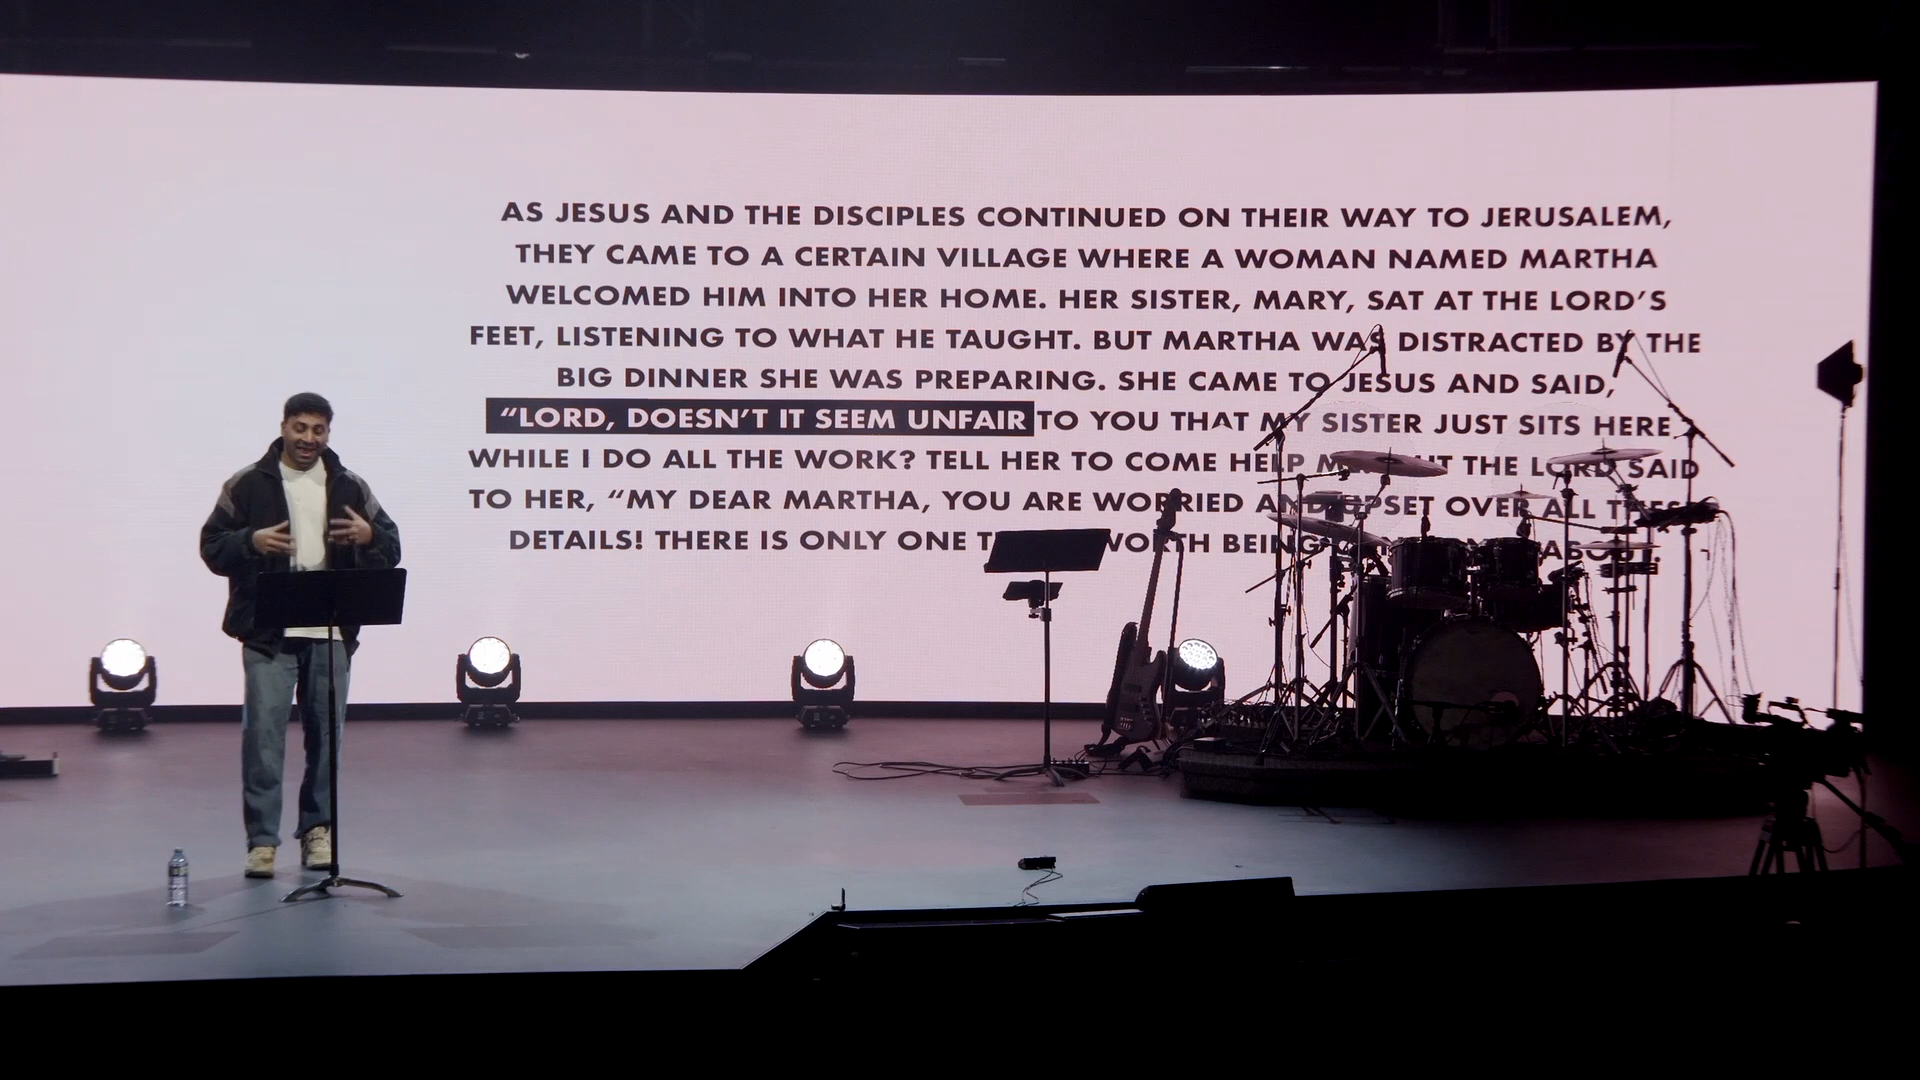 AS JESUS AND THE DISCIPLES CONTINUED ON THEIR WAY TO JERUSALEM,
THEY CAME TO A CERTAIN VILLAGE WHERE A WOMAN NAMED MARTHA
WELCOMED HIM INTO HER HOME. HER SISTER, MARY, SAT AT THE LORD’S
FEET, LISTENING TO WHAT HE TAUGHT. BUT MARTHA WAS DISTRACTED BY THE
BIG DINNER SHE WAS PREPARING. SHE CAME TO JESUS AND SAID,
“LORD, DOESN’T IT SEEM UNFAIR TO YOU THAT MY SISTER JUST SITS HERE
WHILE I DO ALL THE WORK? TELL HER TO COME HELP THE LORD SAID
TO HER, “MY DEAR MARTHA, YOU ARE WORRIED AND UPSET OVER ALL THESE
DETAILS! THERE IS ONLY ONE WORTH BEING ABOUT.